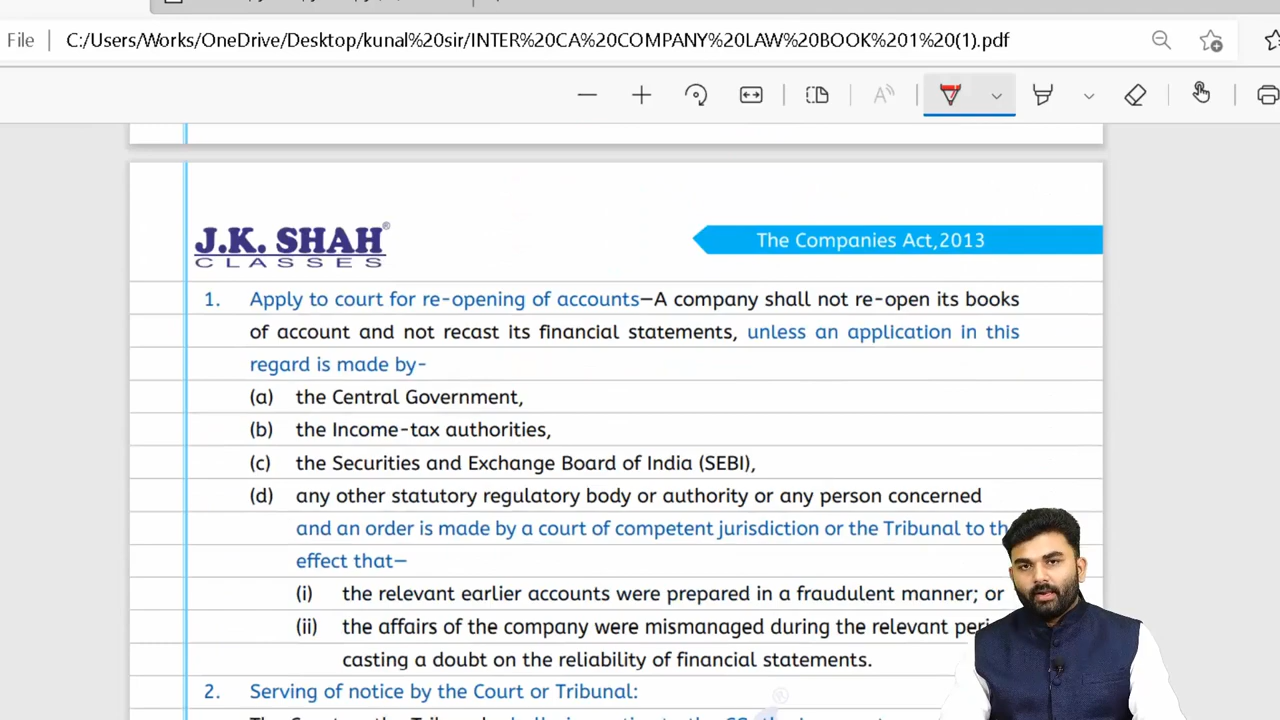 File
C:/Users/Works/OneDrive/Desktop/kunal%20sir/INTER%20CA%20COMPANY%20LAW%20BOOK%201%20(1).pdf
J.K. SHAH®
CLASSES
The Companies Act,2013
1. Apply to court for re-opening of accounts—A company shall not re-open its books
of account and not recast its financial statements, unless an application in this
regard is made by-
(a) the Central Government,
(b) the Income-tax authorities,
(c) the Securities and Exchange Board of India (SEBI),
(d) any other statutory regulatory body or authority or any person concerned
and an order is made by a court of competent jurisdiction or the Tribunal to
effect that—
(i) the relevant earlier accounts were prepared in a fraudulent manner; or
(ii) the affairs of the company were mismanaged during the relevant
casting a doubt on the reliability of financial statements.
2. Serving of notice by the Court or Tribunal: